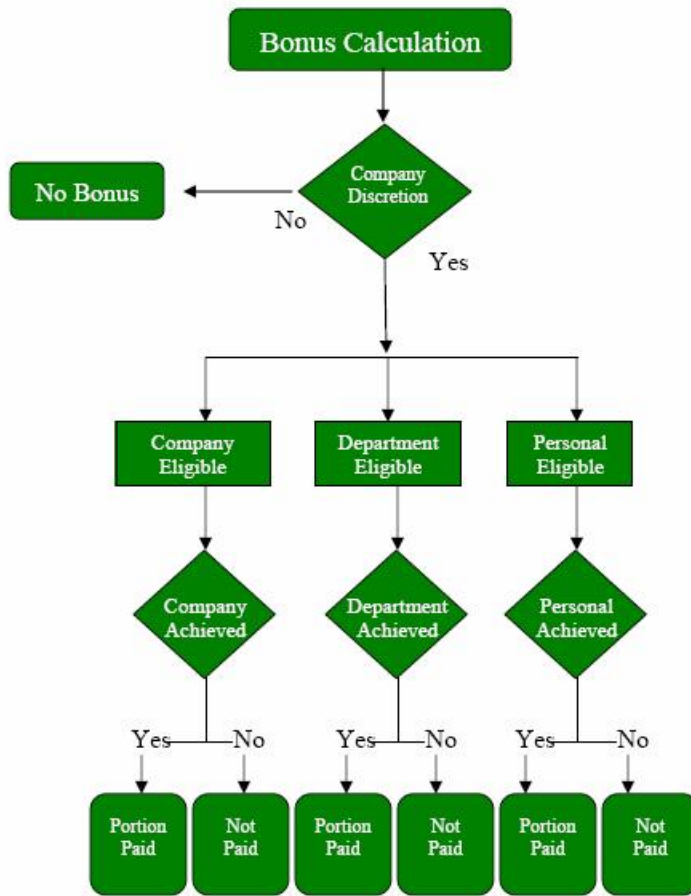 Bonus Calculation
Company
Discretion
No Bonus
No
Yes
Company
Eligible
Department
Eligible
Personal
Eligible
Company
Achieved
Department
Achieved
Personal
Achieved
Yes
No
Yes
No
Yes
No
Portion
Paid
Not
Paid
Portion
Paid
Not
Paid
Portion
Paid
Not
Paid